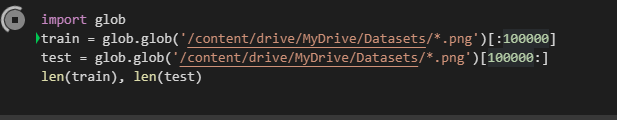 import glob
train = glob.glob('/content/drive/MyDrive/Datasets/*.png')[:100000]
test = glob.glob('/content/drive/MyDrive/Datasets/*.png')[100000:]
len(train), len(test)